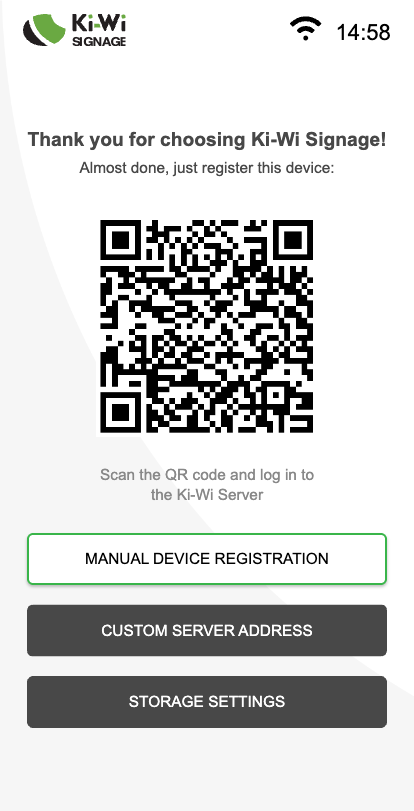 Ki-Wi
SIGNAGE
14:58
Thank you for choosing Ki-Wi Signage!
Almost done, just register this device:
Scan the QR code and log in to
the Ki-Wi Server
MANUAL DEVICE REGISTRATION
CUSTOM SERVER ADDRESS
STORAGE SETTINGS